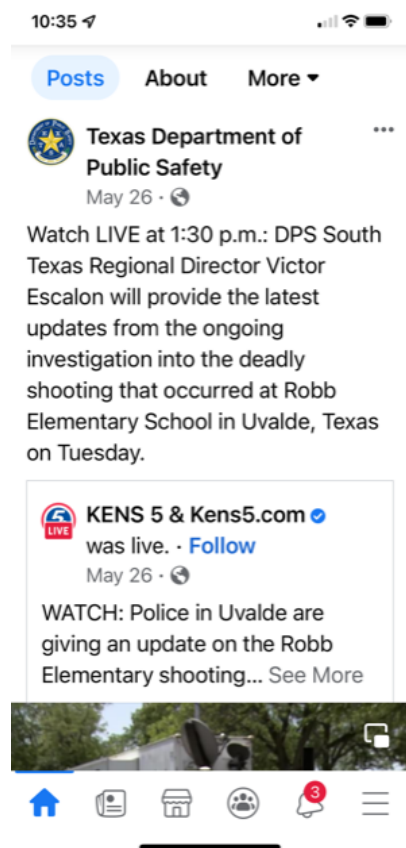 10:35
Posts About More
Texas Department of
Public Safety
May 26 ·
Watch LIVE at 1:30 p.m.: DPS South
Texas Regional Director Victor
Escalon will provide the latest
updates from the ongoing
investigation into the deadly
shooting that occurred at Robb
Elementary School in Uvalde, Texas
on Tuesday.
5
LIVE
KENS 5 & Kens5.com
was live. · Follow
May 26 ·
WATCH: Police in Uvalde are
giving an update on the Robb
Elementary shooting... See More
3